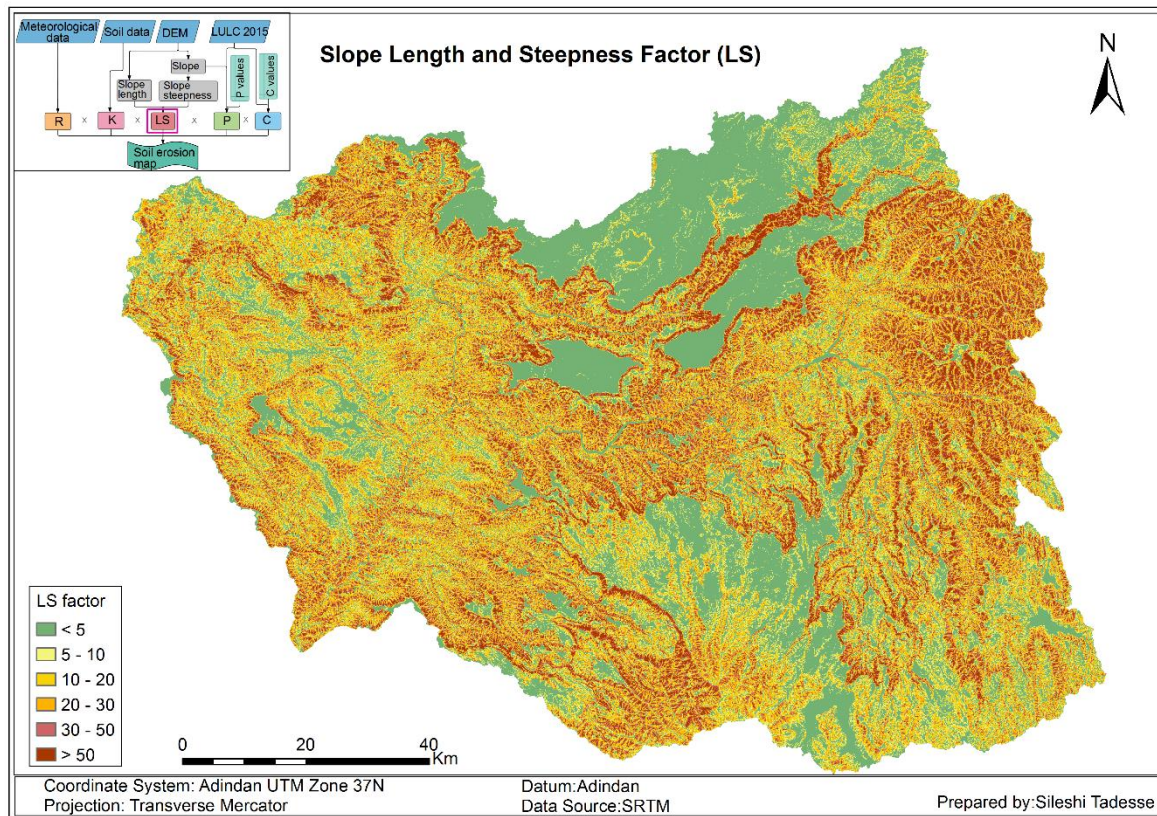 Meteorological
data
Soil data
DEM
LULC 2015
Slope
Slope
length
Slope
steepness
P values
C values
R
x
K
x
LS
x
P
x
C
Soil erosion
map
Slope Length and Steepness Factor (LS)
N
LS factor
< 5
5 - 10
10 - 20
20 - 30
30 - 50
> 50
0 20 40
Km
Coordinate System: Adindan UTM Zone 37N
Projection: Transverse Mercator
Datum:Adindan
Data Source:SRTM
Prepared by:Sileshi Tadesse